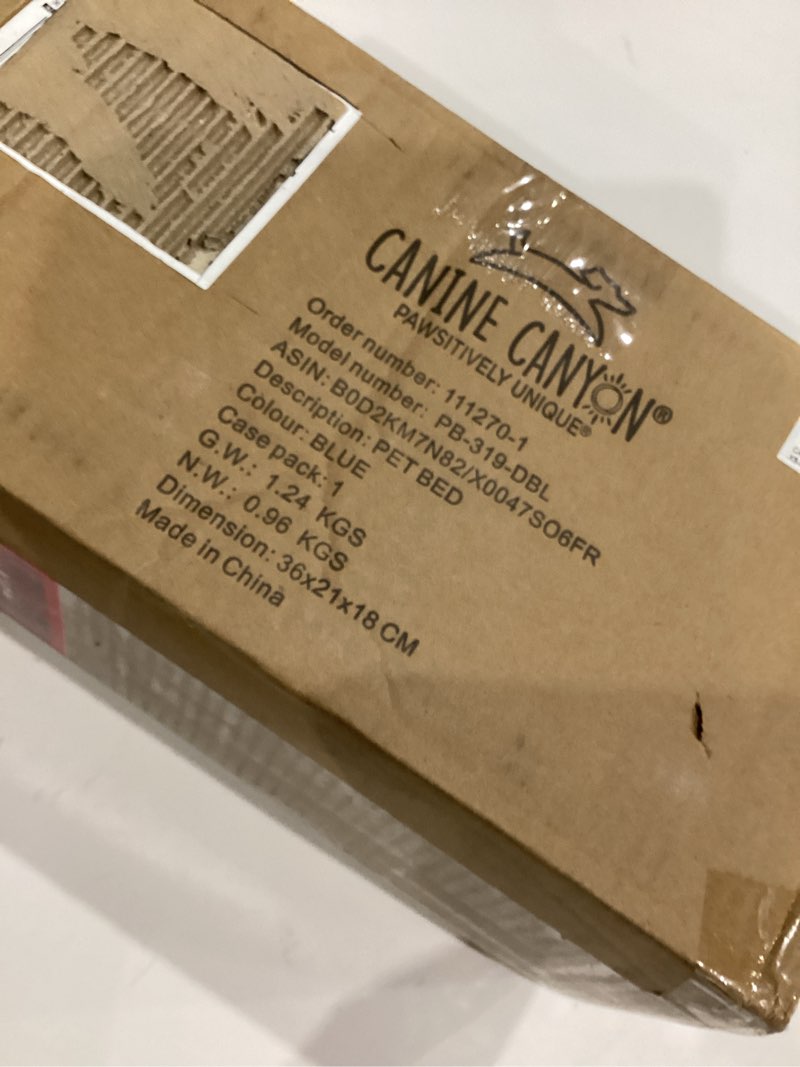 CANINE CANYON®
PAWSITIVELY UNIQUE®
Order number: 111270-1
Model number: PB-319-DBL
ASIN: B0D2KM7N82/X0047SO6FR
Description: PET BED
Colour: BLUE
Case pack: 1
G.W.: 1.24 KGS
N.W.: 0.96 KGS
Dimension: 36x21x18 CM
Made in China